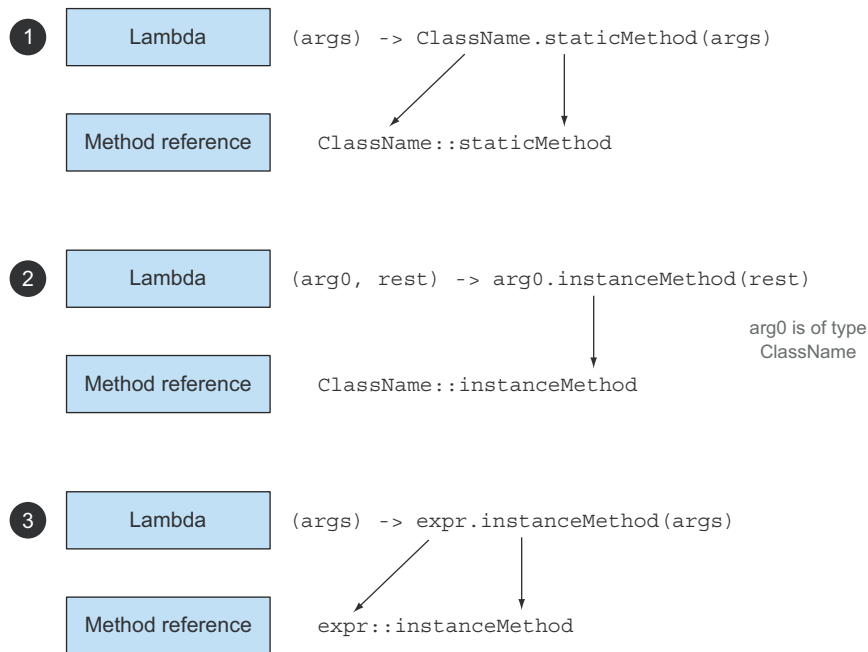 1 Lambda (args) -> ClassName.staticMethod(args)
Method reference ClassName::staticMethod
2 Lambda (arg0, rest) -> arg0.instanceMethod(rest)
arg0 is of type
ClassName
Method reference ClassName::instanceMethod
3 Lambda (args) -> expr.instanceMethod(args)
Method reference expr::instanceMethod